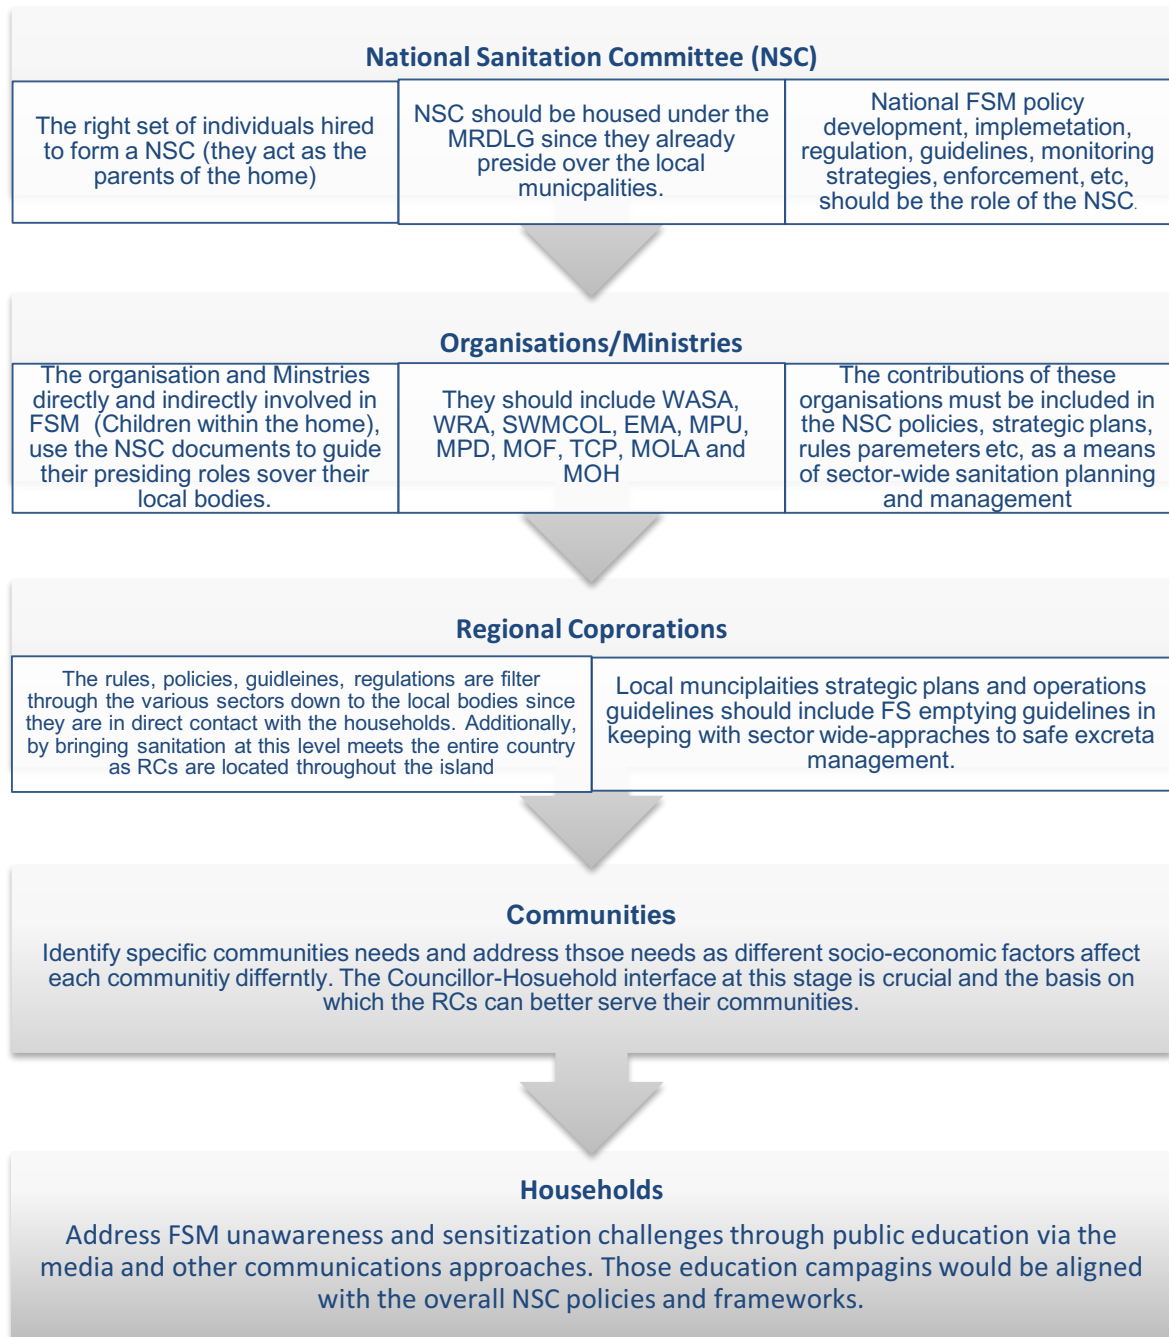 National Sanitation Committee (NSC)
The right set of individuals hired
to form a NSC (they act as the
parents of the home)
NSC should be housed under the
MRDLG since they already
preside over the local
municpalities.
National FSM policy
development, implemetation,
regulation, guidelines, monitoring
strategies, enforcement, etc,
should be the role of the NSC.
Organisations/Ministries
The organisation and Minstries
directly and indirectly involved in
FSM (Children within the home),
use the NSC documents to guide
their presiding roles sover their
local bodies.
They should include WASA,
WRA, SWMCOL, EMA, MPU,
MPD, MOF, TCP, MOLA and
MOH
The contributions of these
organisations must be included in
the NSC policies, strategic plans,
rules paremeters etc, as a means
of sector-wide sanitation planning
and management
Regional Coprorations
The rules, policies, guidleines, regulations are filter
through the various sectors down to the local bodies since
they are in direct contact with the households. Additionally,
by bringing sanitation at this level meets the entire country
as RCs are located throughout the island
Local munciplaities strategic plans and operations
guidelines should include FS emptying guidelines in
keeping with sector wide-appraches to safe excreta
management.
Communities
Identify specific communities needs and address thsoe needs as different socio-economic factors affect
each communitiy differntly. The Councillor-Hosuehold interface at this stage is crucial and the basis on
which the RCs can better serve their communities.
Households
Address FSM unawareness and sensitization challenges through public education via the
media and other communications approaches. Those education campagins would be aligned
with the overall NSC policies and frameworks.